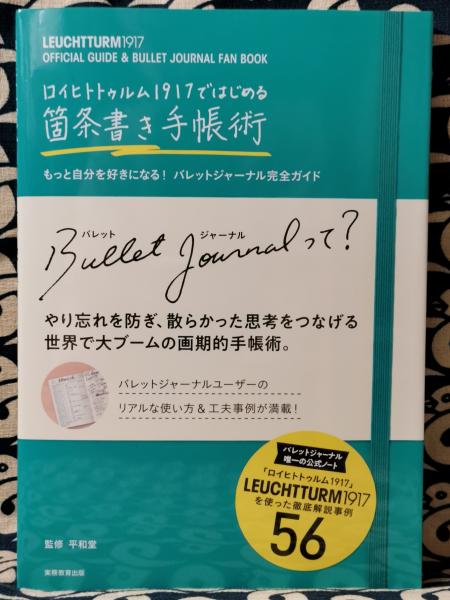 LEUCHTTURM1917
OFFICIAL GUIDE & BULLET JOURNAL FAN BOOK
ロイヒトトゥルム1917ではじめる
箇条書き手帳術
もっと自分を好きになる! バレットジャーナル完全ガイド
バレット ジャーナル
Bullet Journalって?
やり忘れを防ぎ、散らかった思考をつなげる
世界で大ブームの画期的手帳術。
バレットジャーナルユーザーの
リアルな使い方&工夫事例が満載!
バレットジャーナル
唯一の公式ノート
「ロイヒトトゥルム1917」
LEUCHTTURM1917
を使った徹底解説事例
56
監修 平和堂
実務教育出版